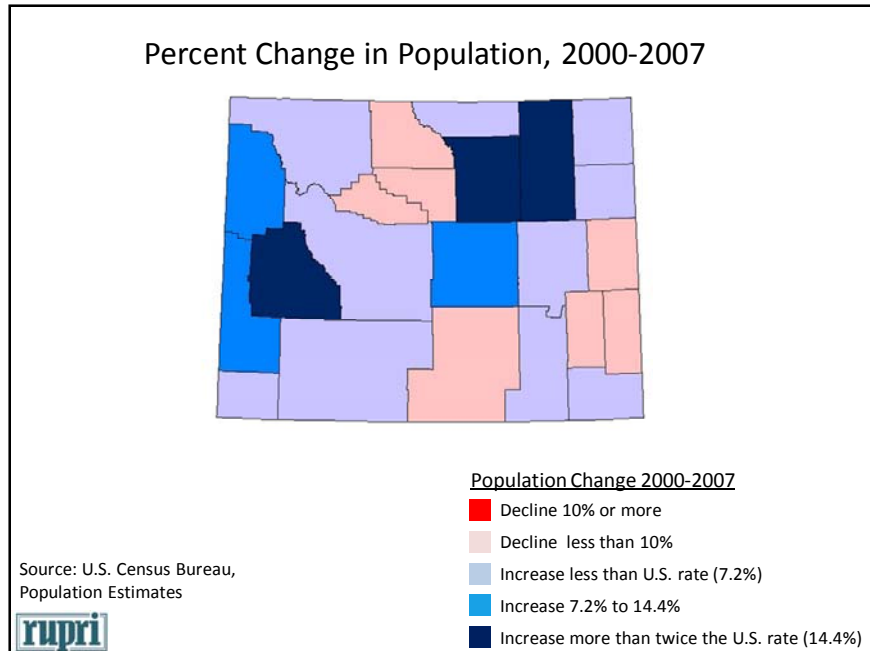 Percent Change in Population, 2000-2007
Population Change 2000-2007
Decline 10% or more
Decline less than 10%
Increase less than U.S. rate (7.2%)
Increase 7.2% to 14.4%
Increase more than twice the U.S. rate (14.4%)
Source: U.S. Census Bureau,
Population Estimates
rupri